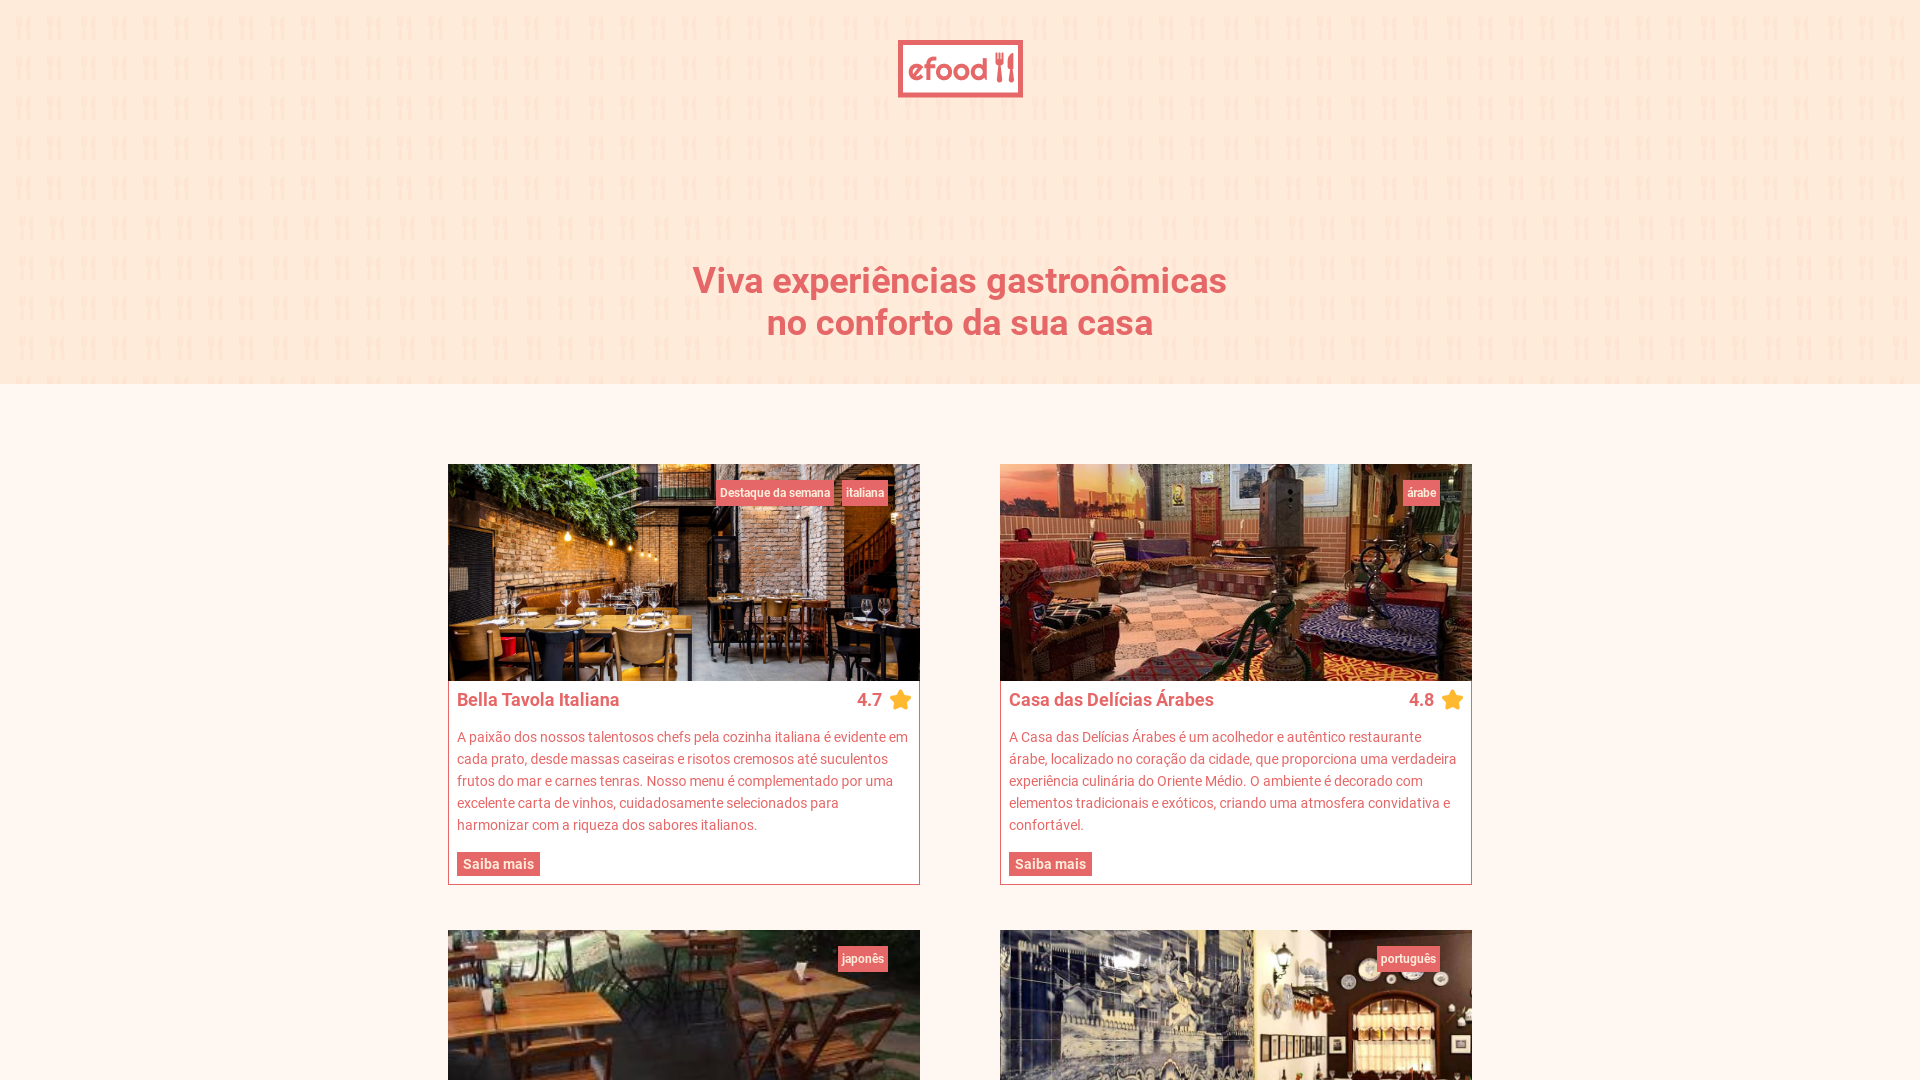 efood
Viva experiências gastronômicas
no conforto da sua casa
Destaque da semana
italiana
Bella Tavola Italiana
4.7
A paixão dos nossos talentosos chefs pela cozinha italiana é evidente em
cada prato, desde massas caseiras e risotos cremosos até suculentos
frutos do mar e carnes tenras. Nosso menu é complementado por uma
excelente carta de vinhos, cuidadosamente selecionados para
harmonizar com a riqueza dos sabores italianos.
Saiba mais
árabe
Casa das Delícias Árabes
4.8
A Casa das Delícias Árabes é um acolhedor e autêntico restaurante
árabe, localizado no coração da cidade, que proporciona uma verdadeira
experiência culinária do Oriente Médio. O ambiente é decorado com
elementos tradicionais e exóticos, criando uma atmosfera convidativa e
confortável.
Saiba mais
japonês
português